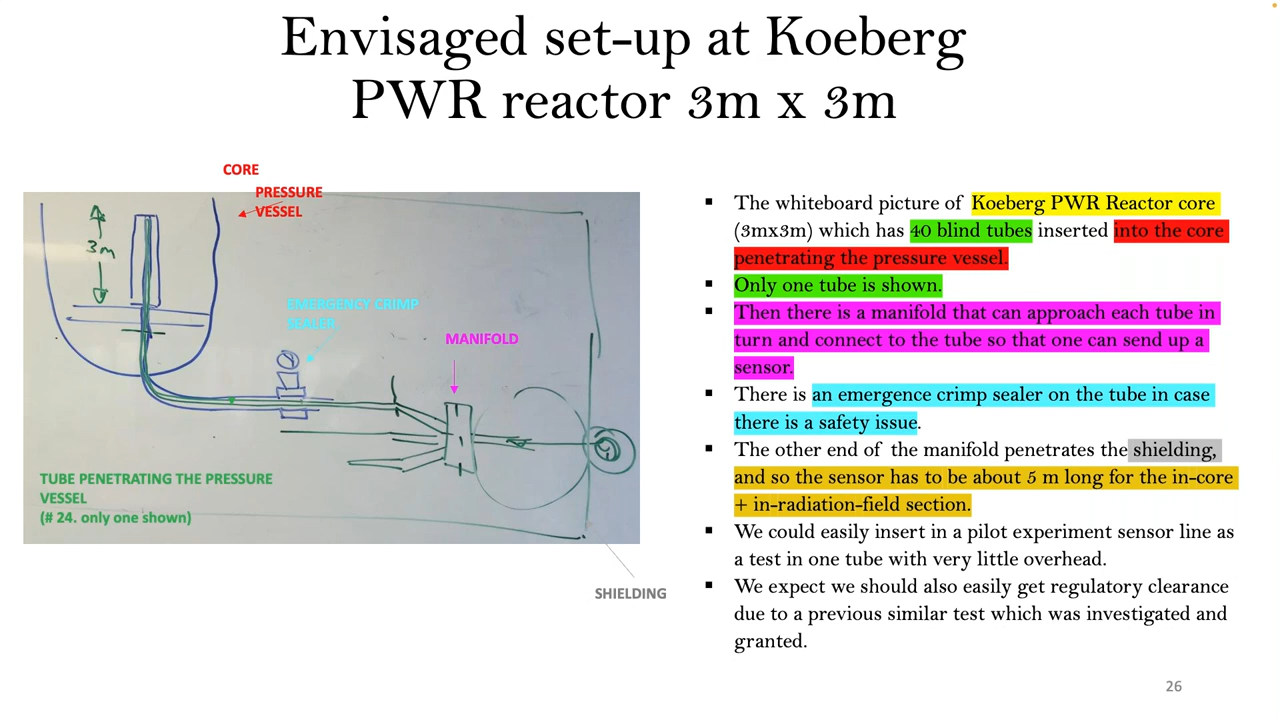 Envisaged set-up at Koeberg
PWR reactor 3m x 3m
CORE
PRESSURE
VESSEL
3m
EMERGENCY CRIMP
SEALER
MANIFOLD
TUBE PENETRATING THE PRESSURE
VESSEL
(# 24. only one shown)
SHIELDING
▪ The whiteboard picture of Koeberg PWR Reactor core
(3mx3m) which has 40 blind tubes inserted into the core
penetrating the pressure vessel.
▪ Only one tube is shown.
▪ Then there is a manifold that can approach each tube in
turn and connect to the tube so that one can send up a
sensor.
▪ There is an emergence crimp sealer on the tube in case
there is a safety issue.
▪ The other end of the manifold penetrates the shielding,
and so the sensor has to be about 5 m long for the in-core
+ in-radiation-field section.
▪ We could easily insert in a pilot experiment sensor line as
a test in one tube with very little overhead.
▪ We expect we should also easily get regulatory clearance
due to a previous similar test which was investigated and
granted.
26